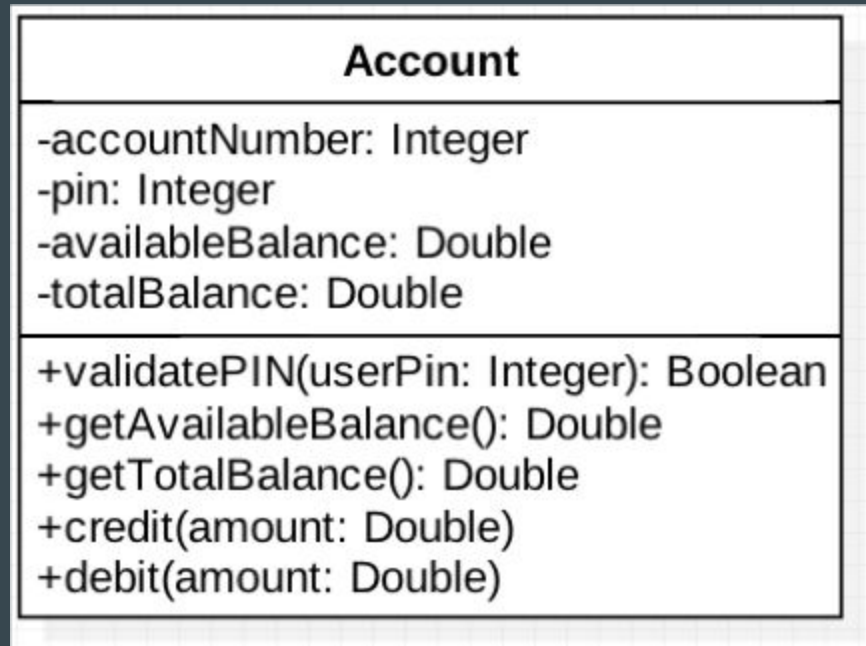 Account
-accountNumber: Integer
-pin: Integer
-availableBalance: Double
-totalBalance: Double
+validatePIN(userPin: Integer): Boolean
+getAvailableBalance(): Double
+getTotalBalance(): Double
+credit(amount: Double)
+debit(amount: Double)